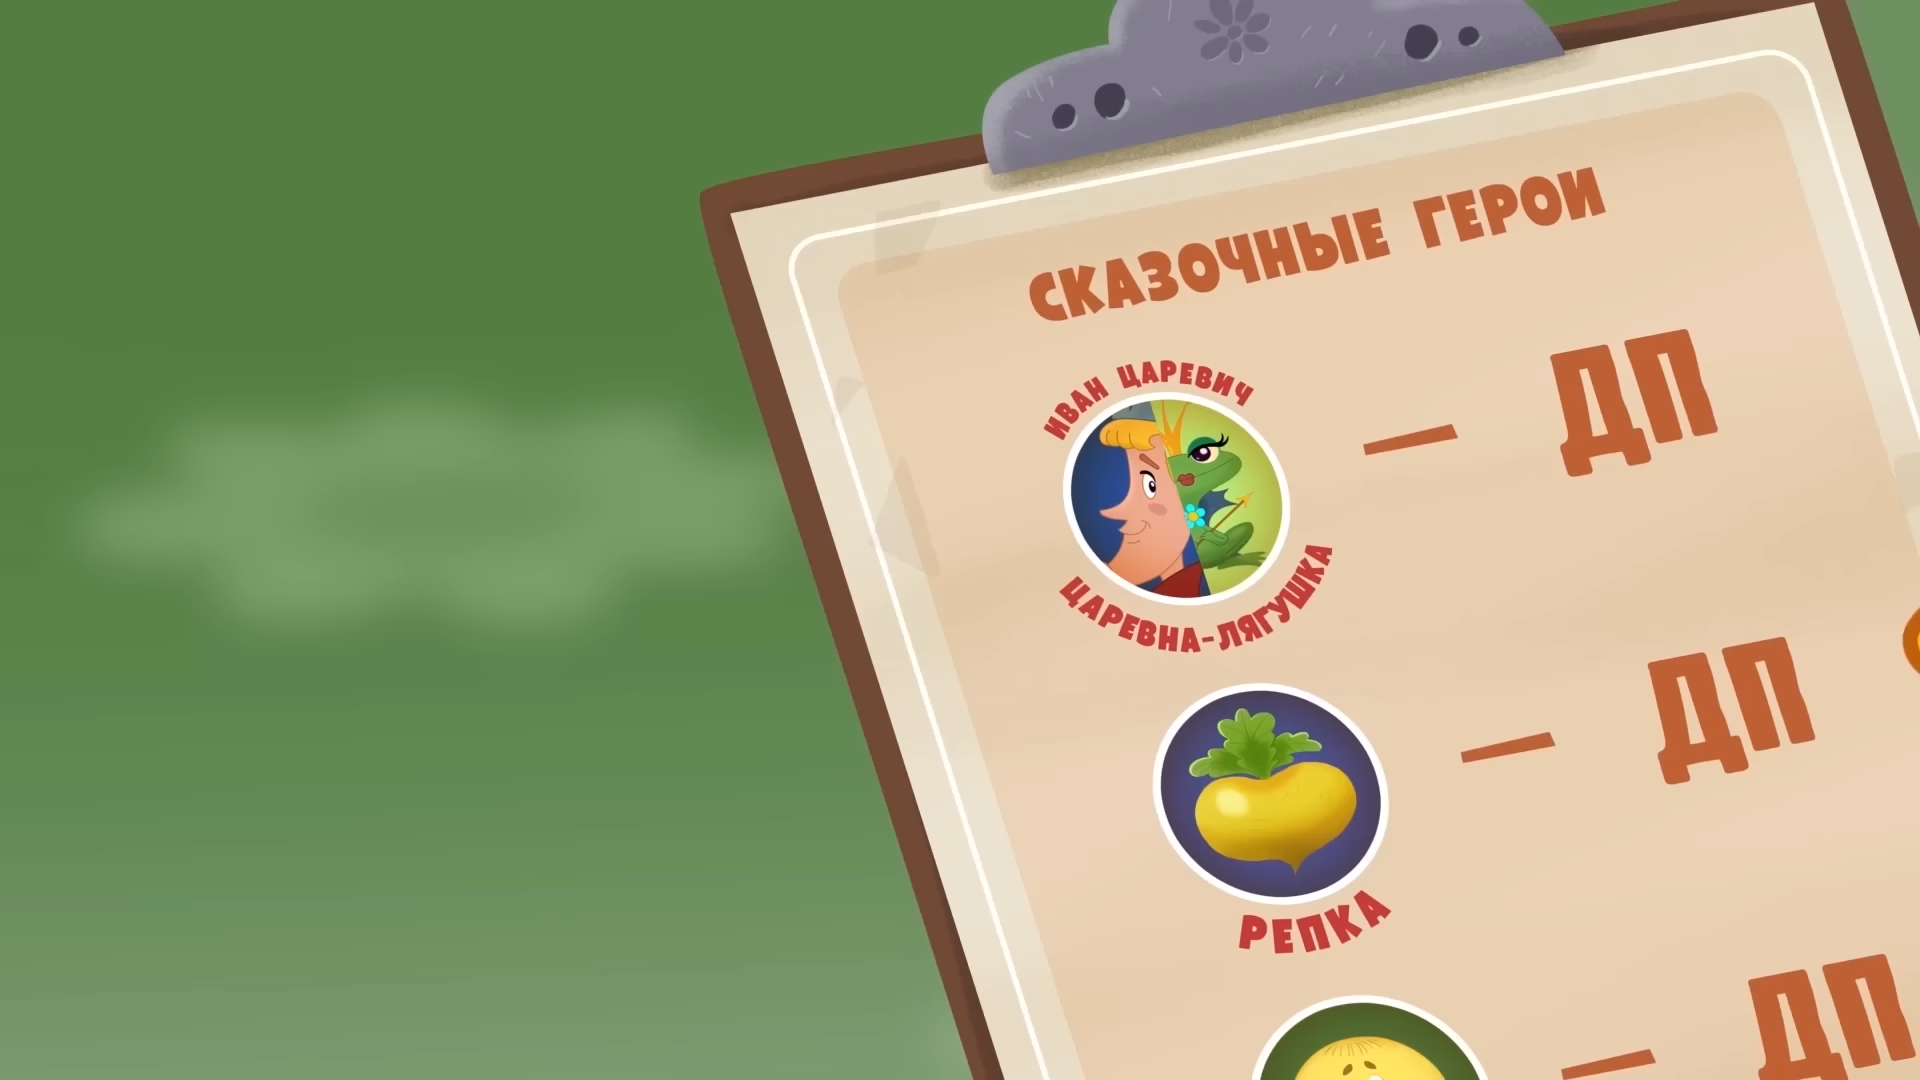 СКАЗОЧНЫЕ ГЕРОИ
ИВАН ЦАРЕВИЧ
ЦАРЕВНА-ЛЯГУШКА
— ДП
РЕПКА
— ДП
— ДП